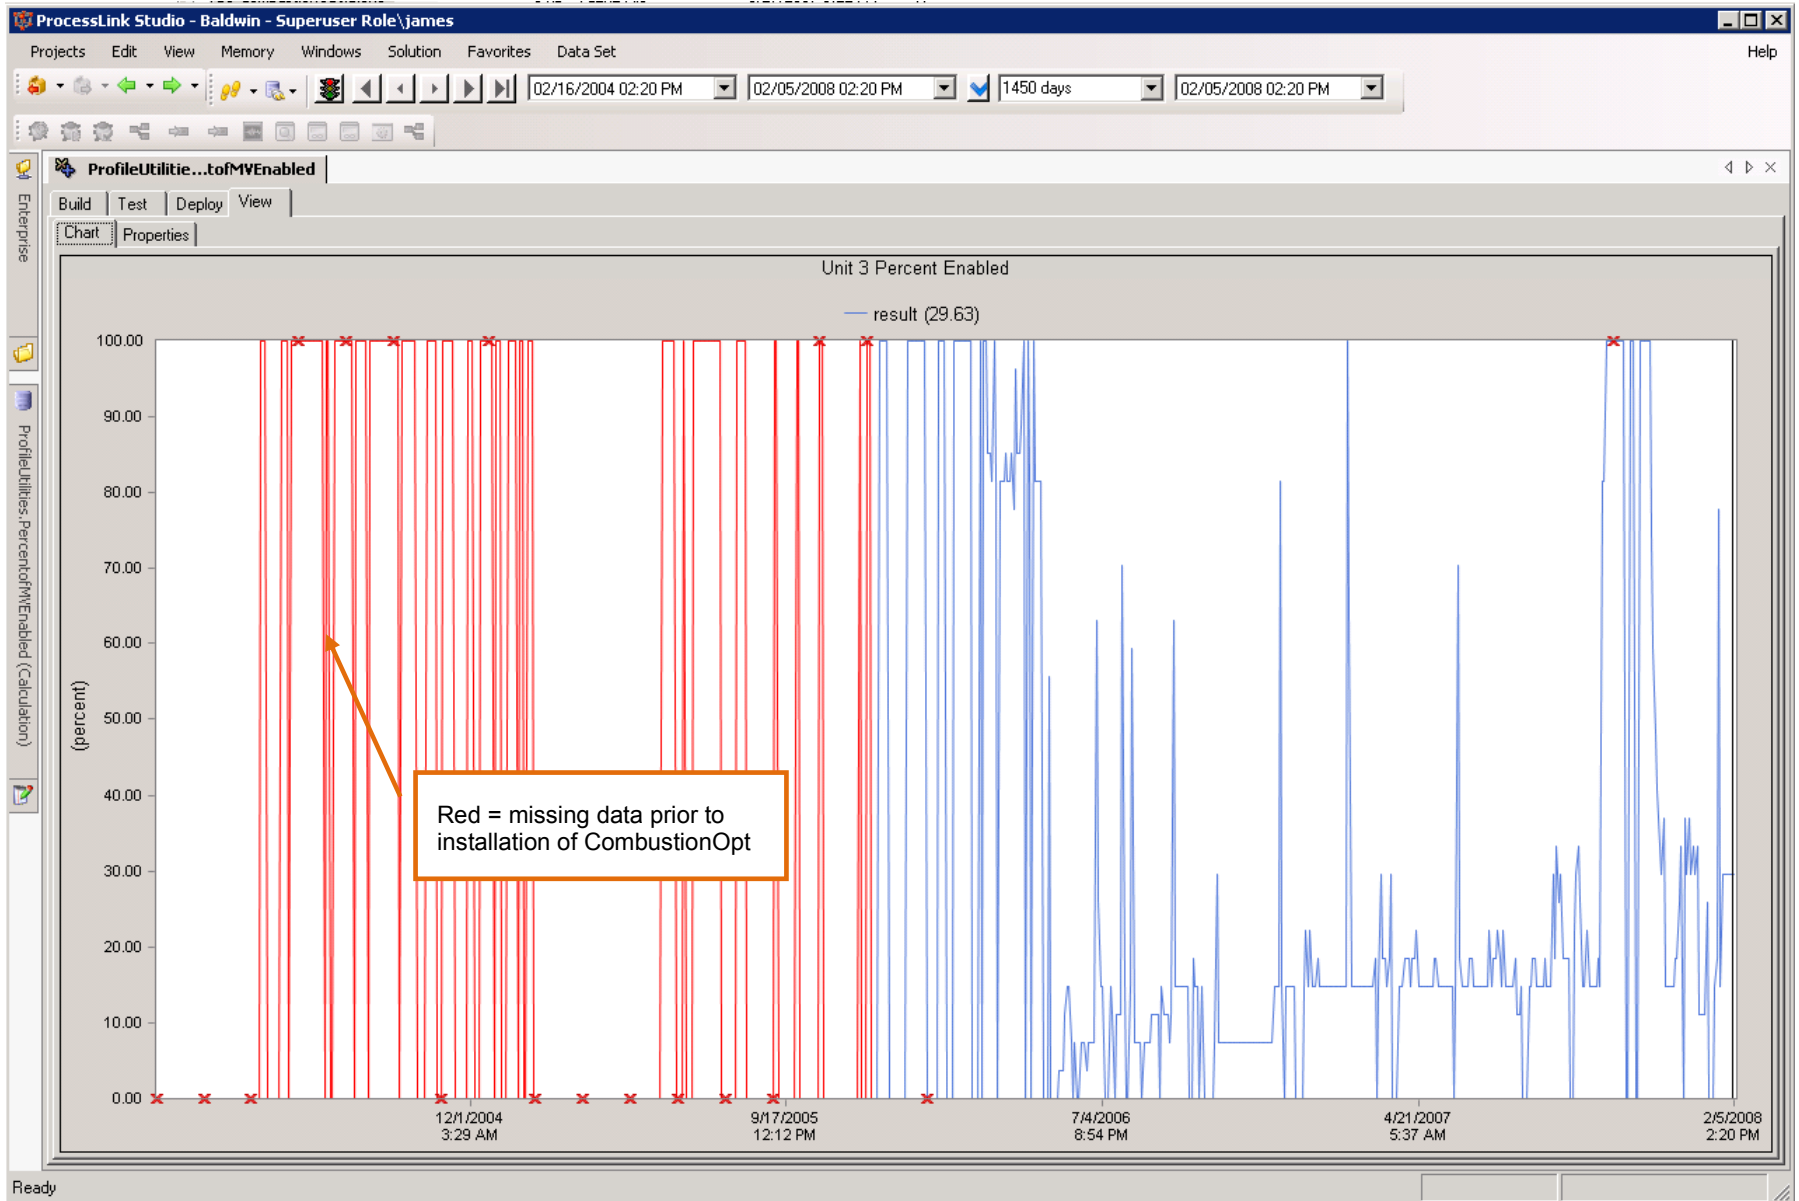 ProcessLink Studio - Baldwin - Superuser Role\james
Projects Edit View Memory Windows Solution Favorites Data Set Help
02/16/2004 02:20 PM 02/05/2008 02:20 PM 1450 days 02/05/2008 02:20 PM
Enterprise
ProfileUtilities.PercentofMVEnabled (Calculation)
ProfileUtilitie...tofMVEnabled
Build Test Deploy View
Chart Properties
Unit 3 Percent Enabled
result (29.63)
(percent)
100.00
90.00
80.00
70.00
60.00
50.00
40.00
30.00
20.00
10.00
0.00
Red = missing data prior to
installation of CombustionOpt
12/1/2004 9/17/2005 7/4/2006 4/21/2007 2/5/2008
3:29 AM 12:12 PM 8:54 PM 5:37 AM 2:20 PM
Ready